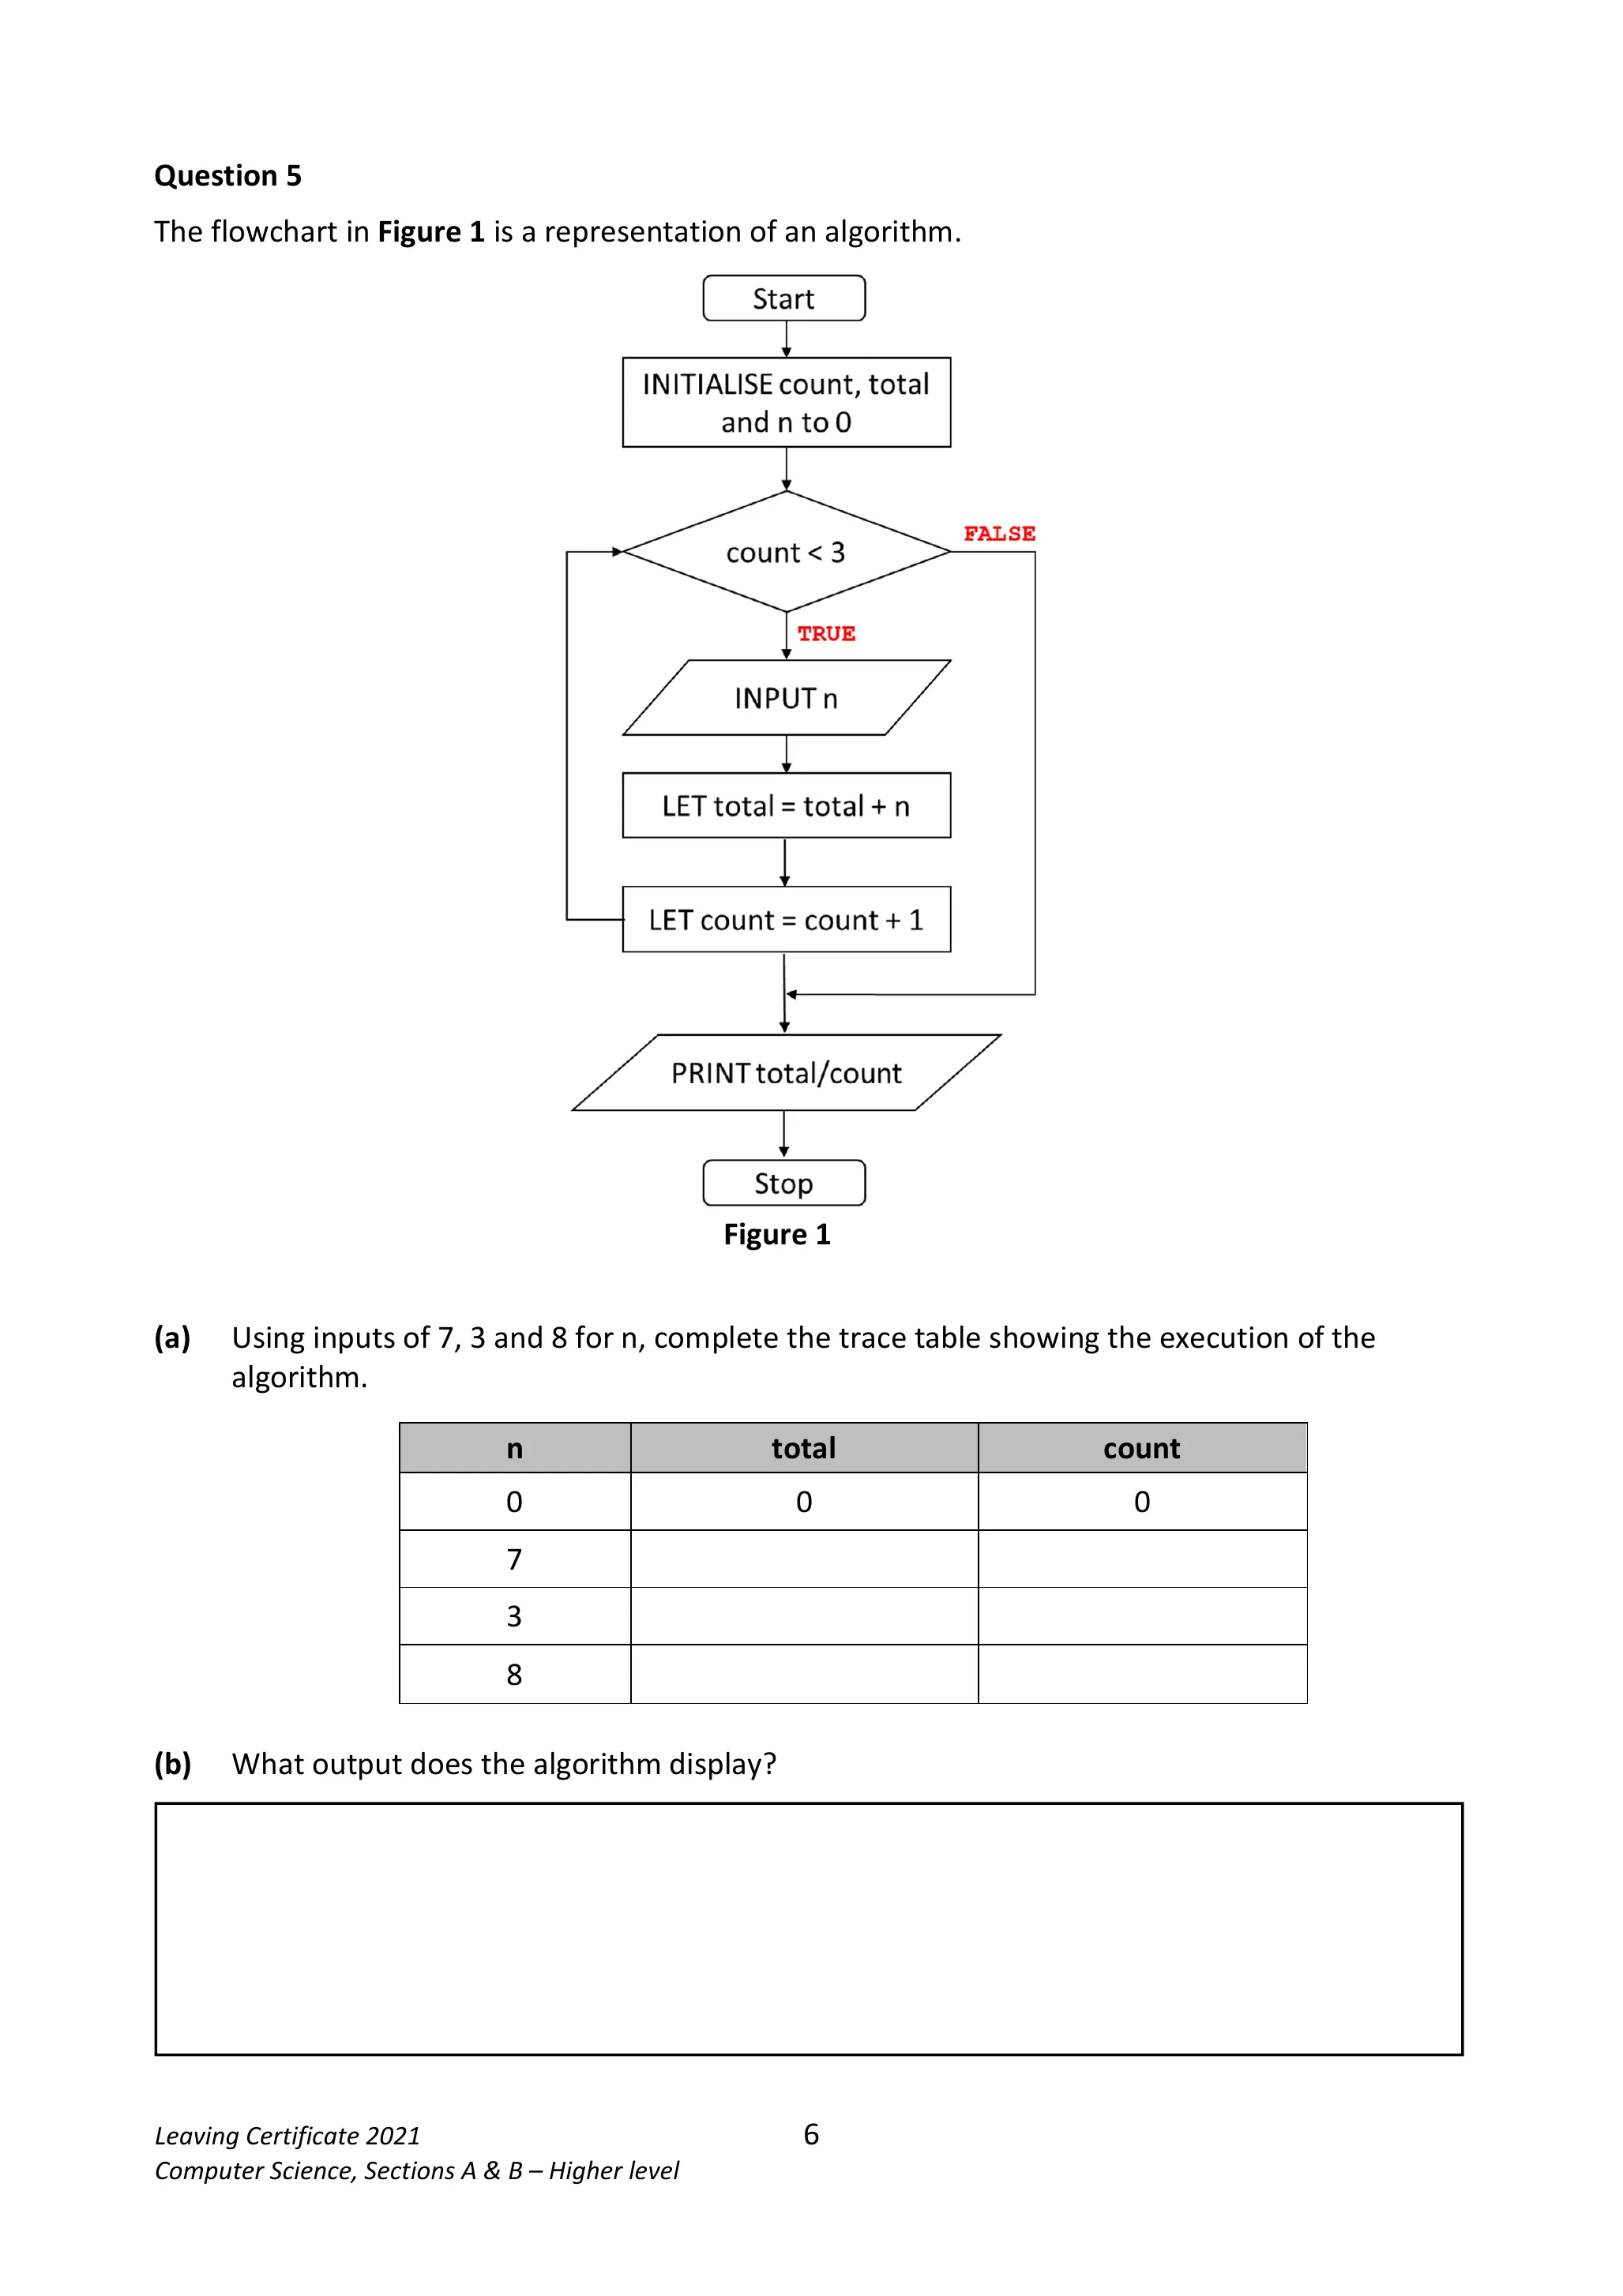 Question 5
The flowchart in Figure 1 is a representation of an algorithm.
Start
INITIALISE count, total
and n to 0
count < 3
FALSE
TRUE
INPUT n
LET total = total + n
LET count = count + 1
PRINT total/count
Stop
Figure 1
(a) Using inputs of 7, 3 and 8 for n, complete the trace table showing the execution of the
algorithm.
n total count
0 0 0
7
3
8
(b) What output does the algorithm display?
Leaving Certificate 2021 6
Computer Science, Sections A & B – Higher level